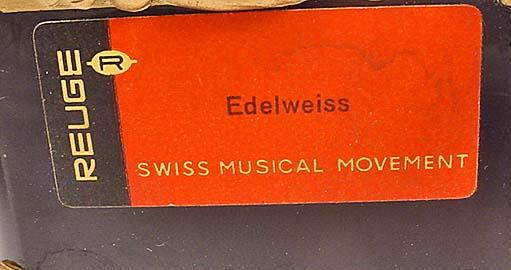 REUGE
R
Edelweiss
SWISS MUSICAL MOVEMENT